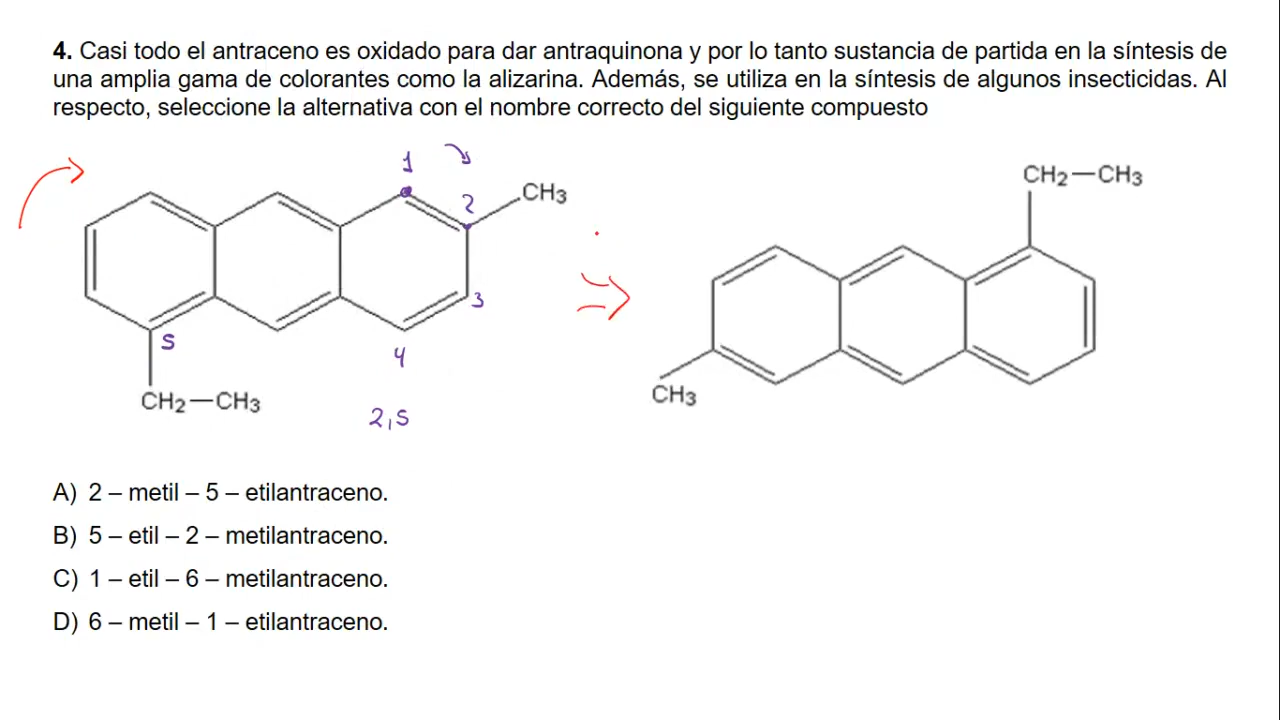 4. Casi todo el antraceno es oxidado para dar antraquinona y por lo tanto sustancia de partida en la síntesis de
una amplia gama de colorantes como la alizarina. Además, se utiliza en la síntesis de algunos insecticidas. Al
respecto, seleccione la alternativa con el nombre correcto del siguiente compuesto
1
2
CH3
3
4
5
CH2—CH3
2,5
CH2—CH3
CH3
A) 2 – metil – 5 – etilantraceno.
B) 5 – etil – 2 – metilantraceno.
C) 1 – etil – 6 – metilantraceno.
D) 6 – metil – 1 – etilantraceno.